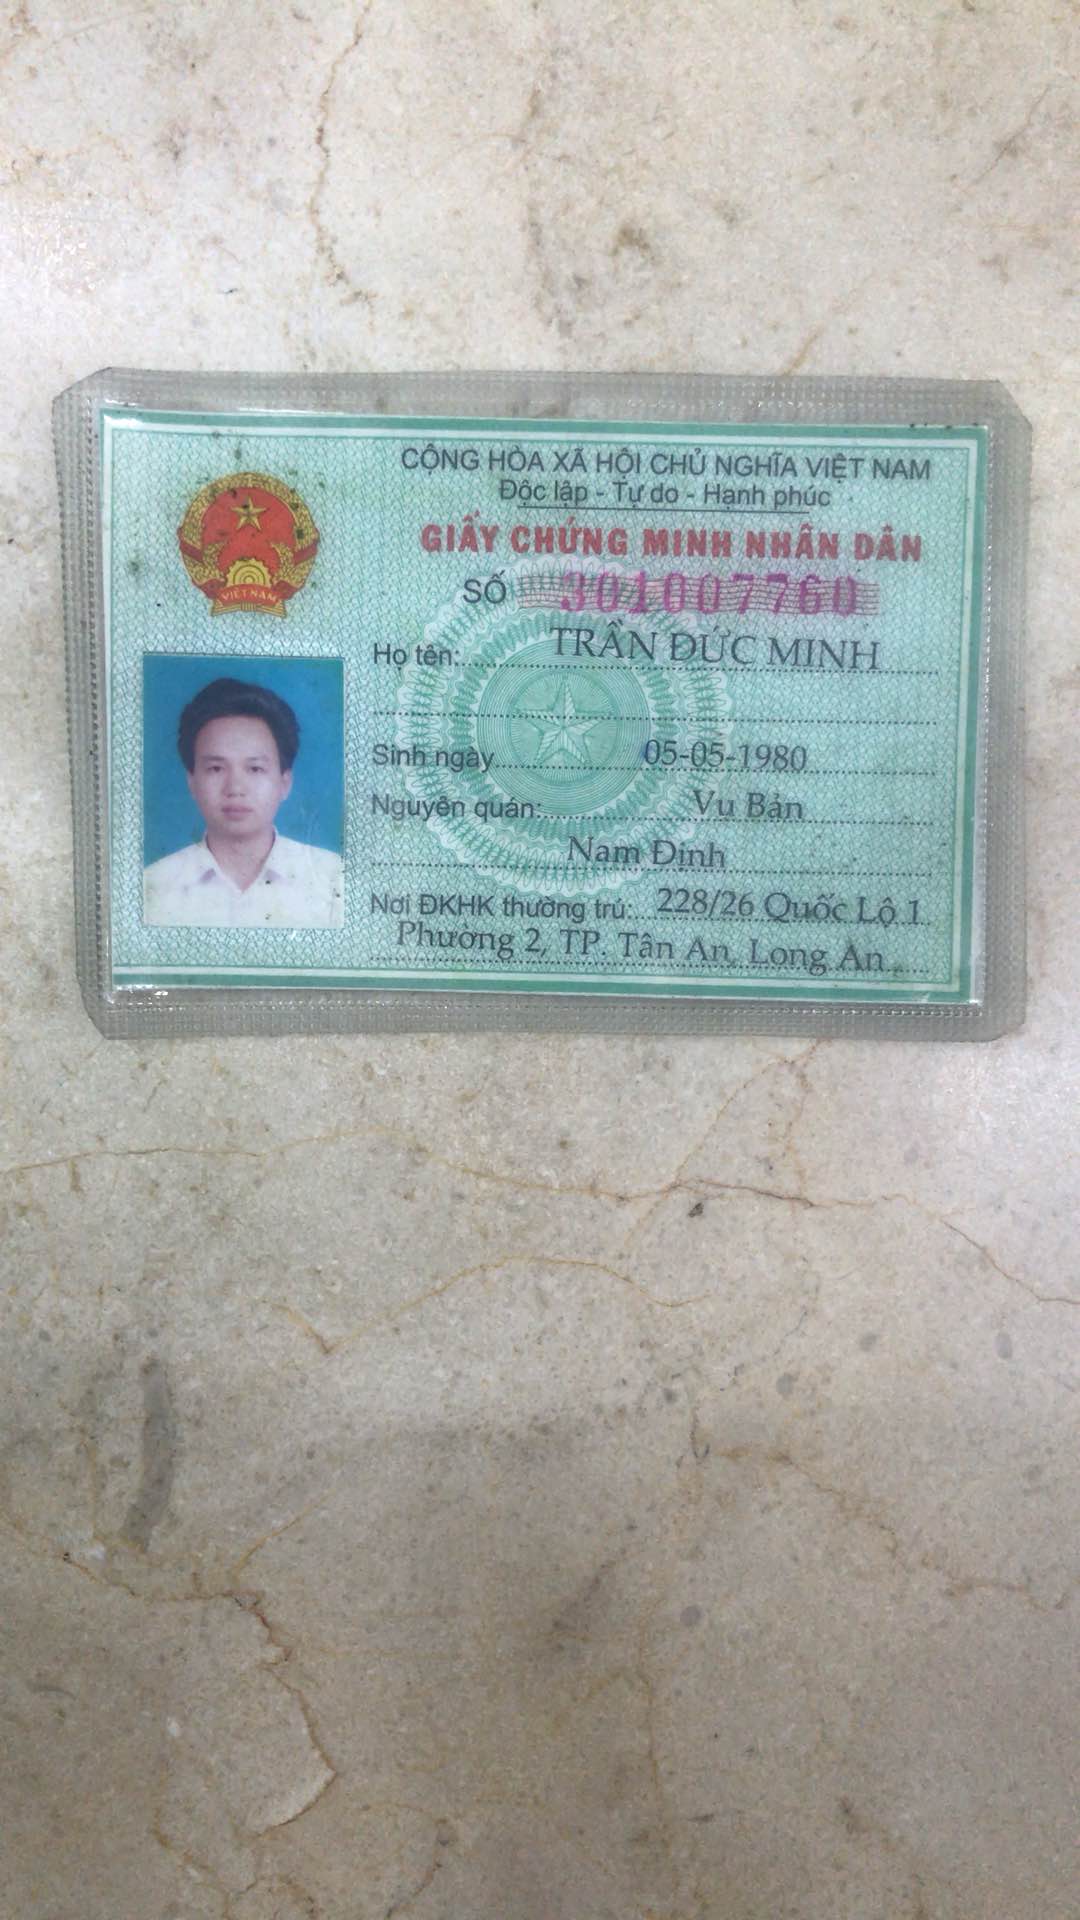 CỘNG HÒA XÃ HỘI CHỦ NGHĨA VIỆT NAM
Độc lập - Tự do - Hạnh phúc
GIẤY CHỨNG MINH NHÂN DÂN
SỐ 301007760
VIỆT NAM
Họ tên: TRẦN ĐỨC MINH
Sinh ngày 05-05-1980
Nguyên quán: Vu Bản
Nam Định
Nơi ĐKHK thường trú: 228/26 Quốc Lộ 1
Phường 2, TP. Tân An, Long An